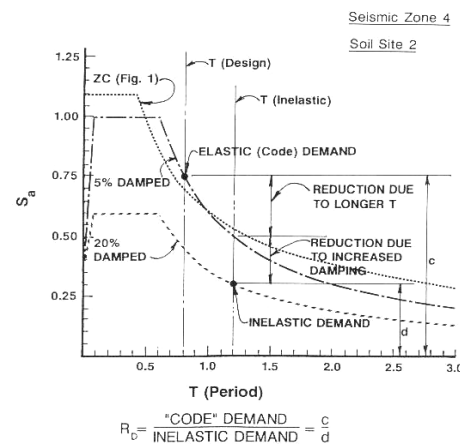 Seismic Zone 4
Soil Site 2
1.25
T (Design)
ZC (Fig. 1)
T (Inelastic)
1.00
ELASTIC (Code) DEMAND
0.75
5% DAMPED
REDUCTION DUE
TO LONGER T
Sa
0.50
20%
DAMPED
REDUCTION DUE
TO INCREASED
DAMPING
c
0.25
INELASTIC DEMAND
d
0.5 1.0 1.5 2.0 2.5 3.0
T (Period)
RD= "CODE" DEMAND / INELASTIC DEMAND = c / d